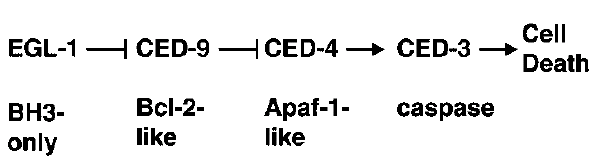 EGL-1 CED-9 CED-4 CED-3 Cell
Death
BH3- Bcl-2- Apaf-1- caspase
only like like